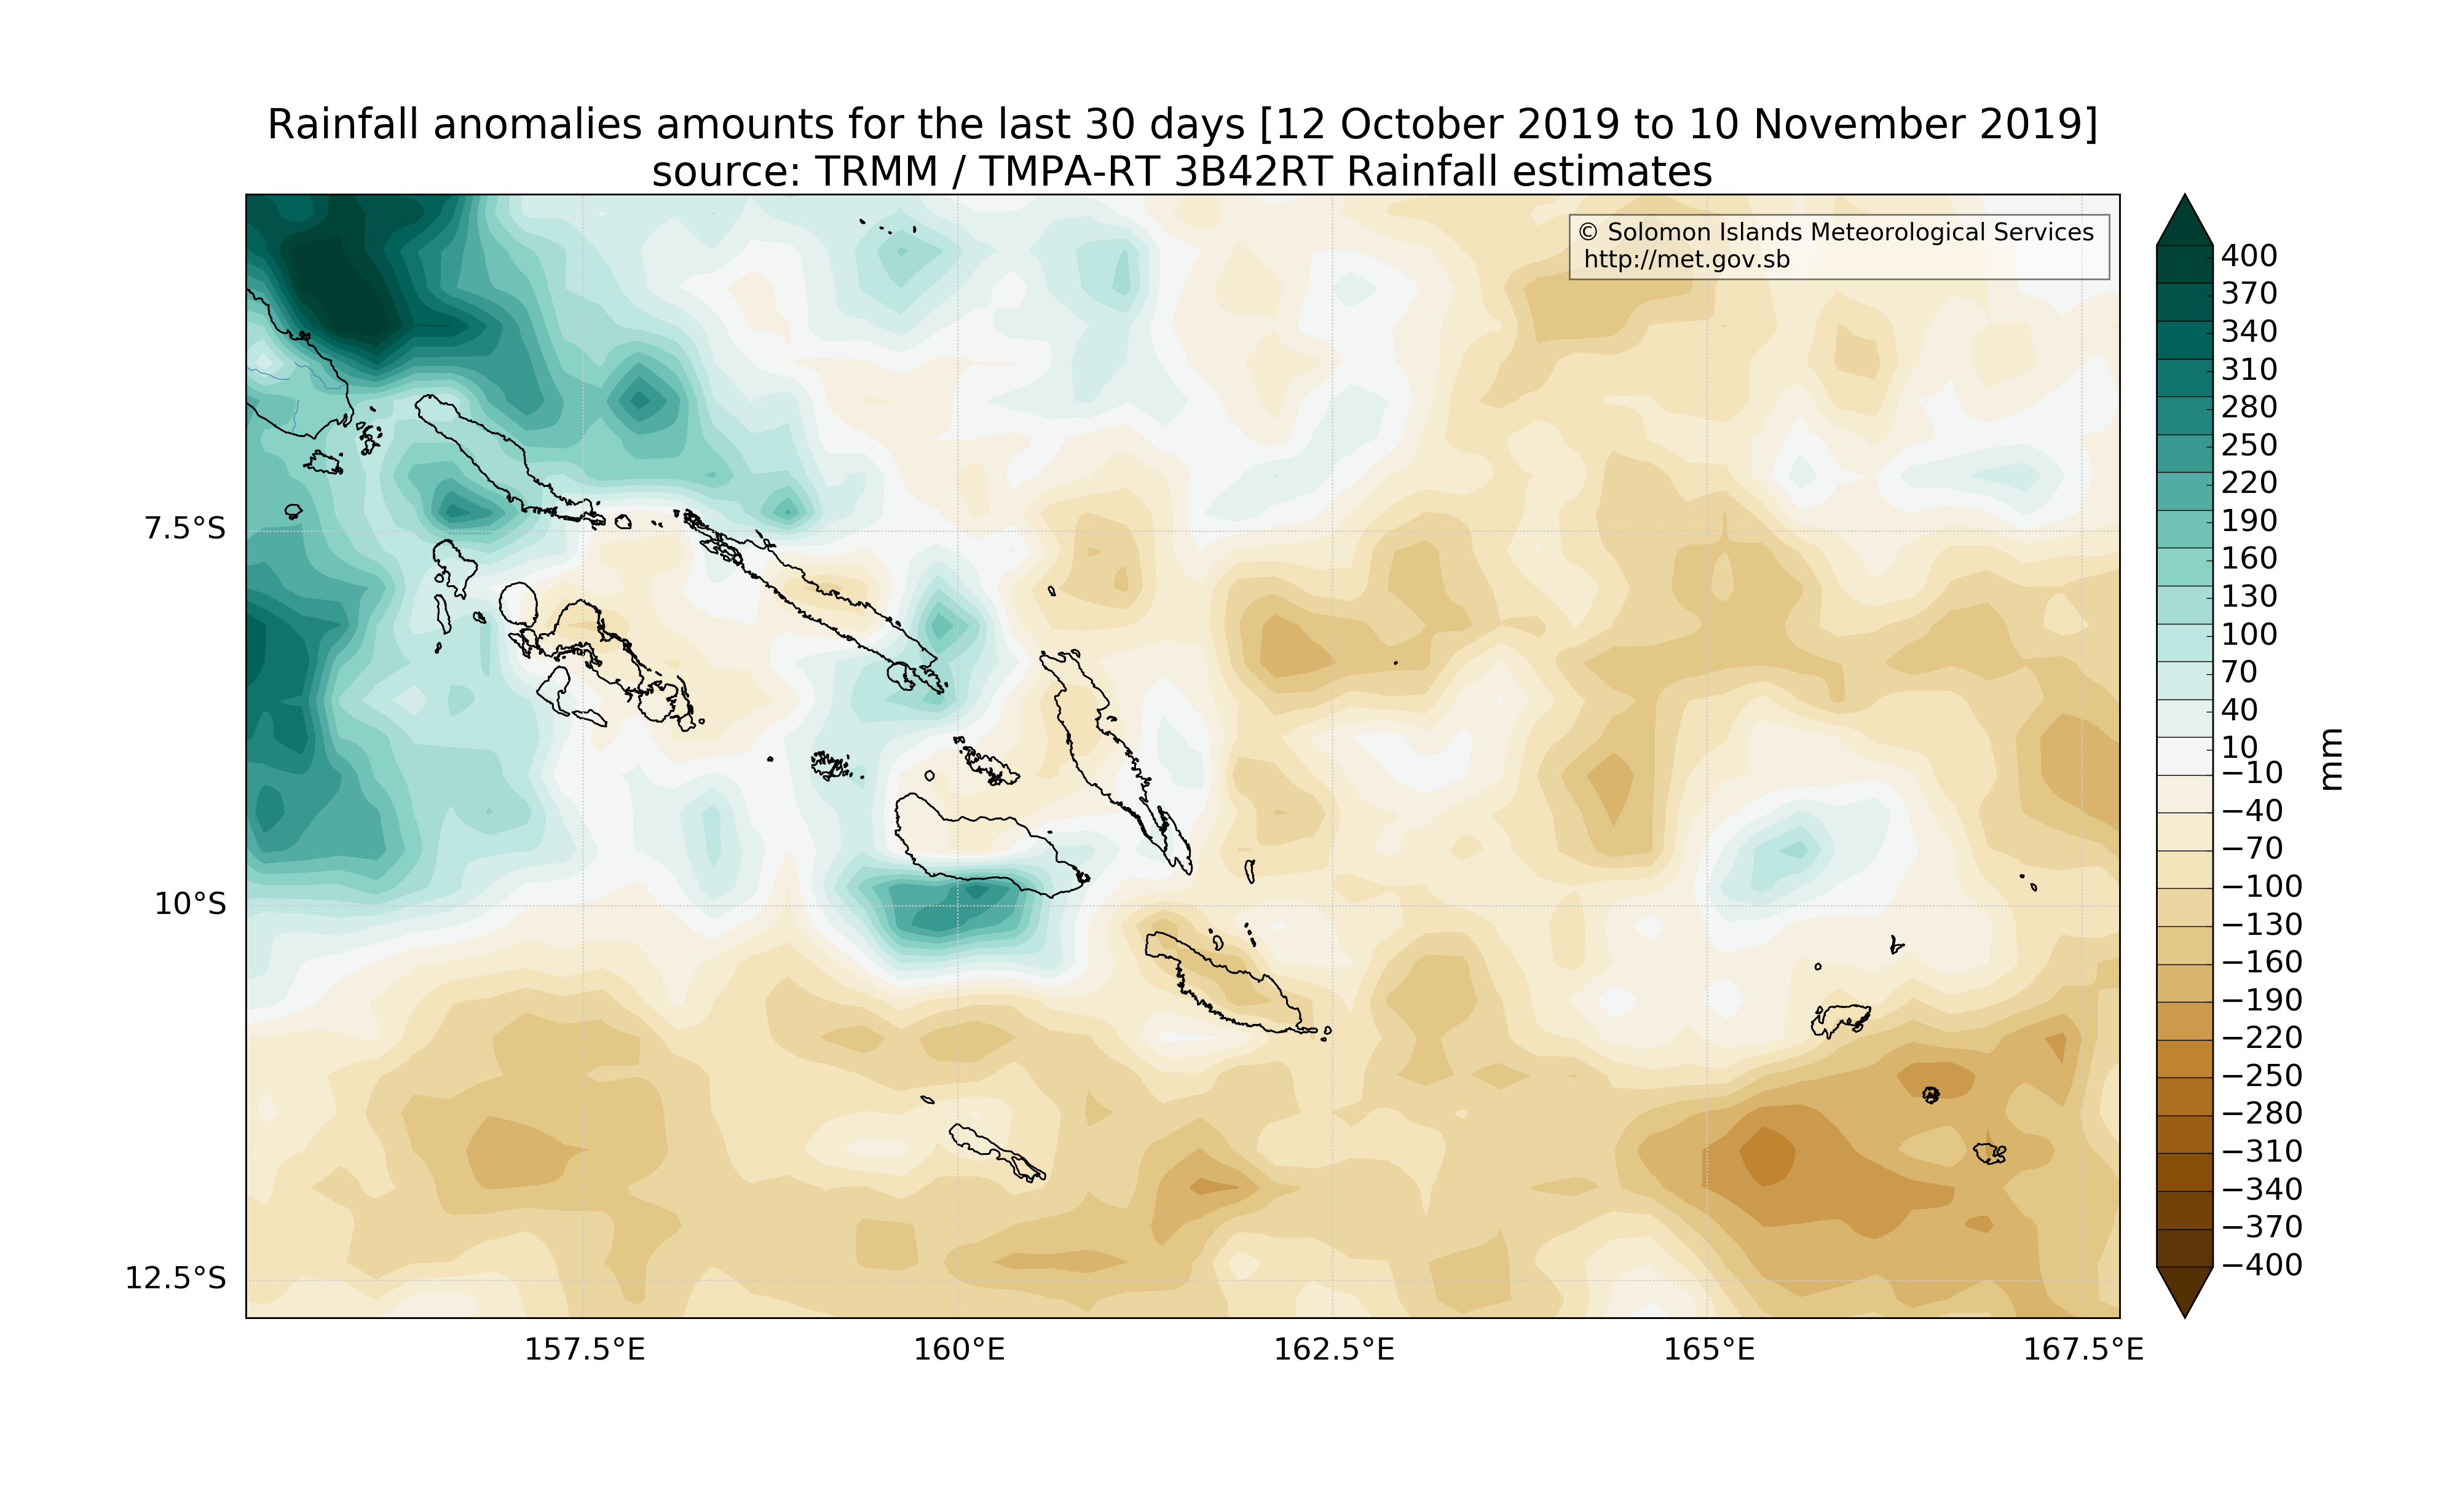 Rainfall anomalies amounts for the last 30 days [12 October 2019 to 10 November 2019]
source: TRMM / TMPA-RT 3B42RT Rainfall estimates
© Solomon Islands Meteorological Services
http://met.gov.sb
7.5°S
10°S
12.5°S
157.5°E
160°E
162.5°E
165°E
167.5°E
400
370
340
310
280
250
220
190
160
130
100
70
40
10
−10
−40
−70
−100
−130
−160
−190
−220
−250
−280
−310
−340
−370
−400
mm